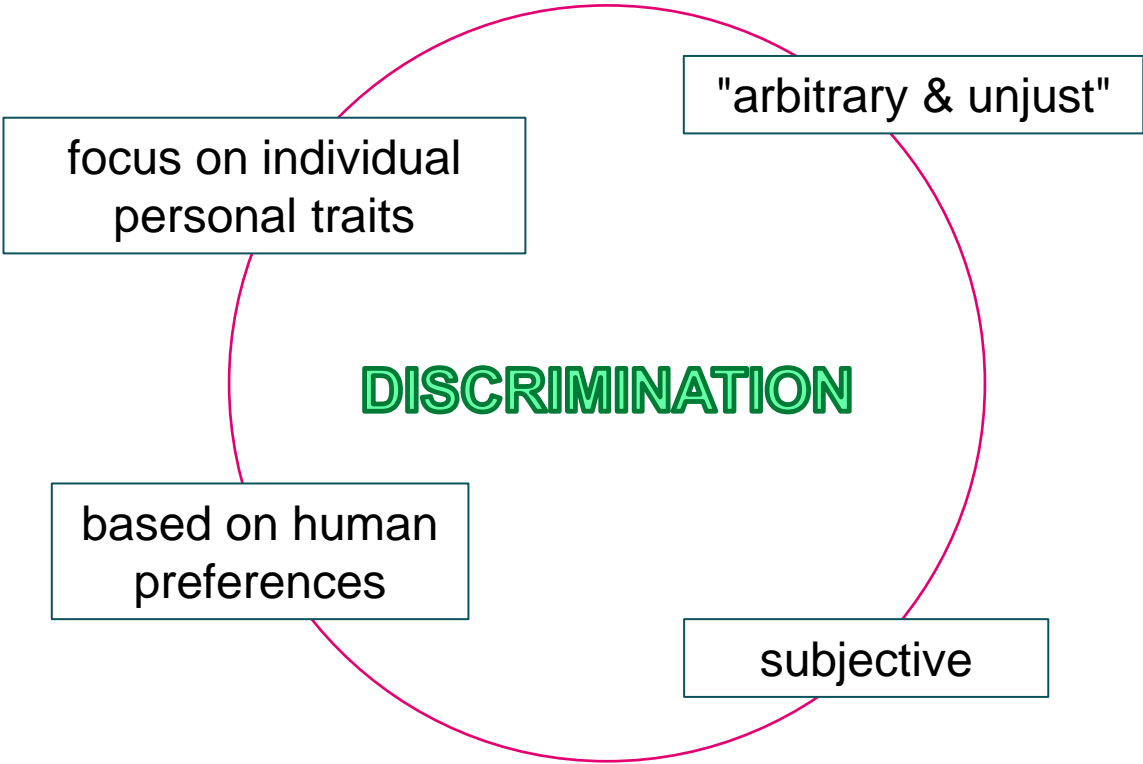 "arbitrary & unjust"
focus on individual
personal traits
DISCRIMINATION
based on human
preferences
subjective